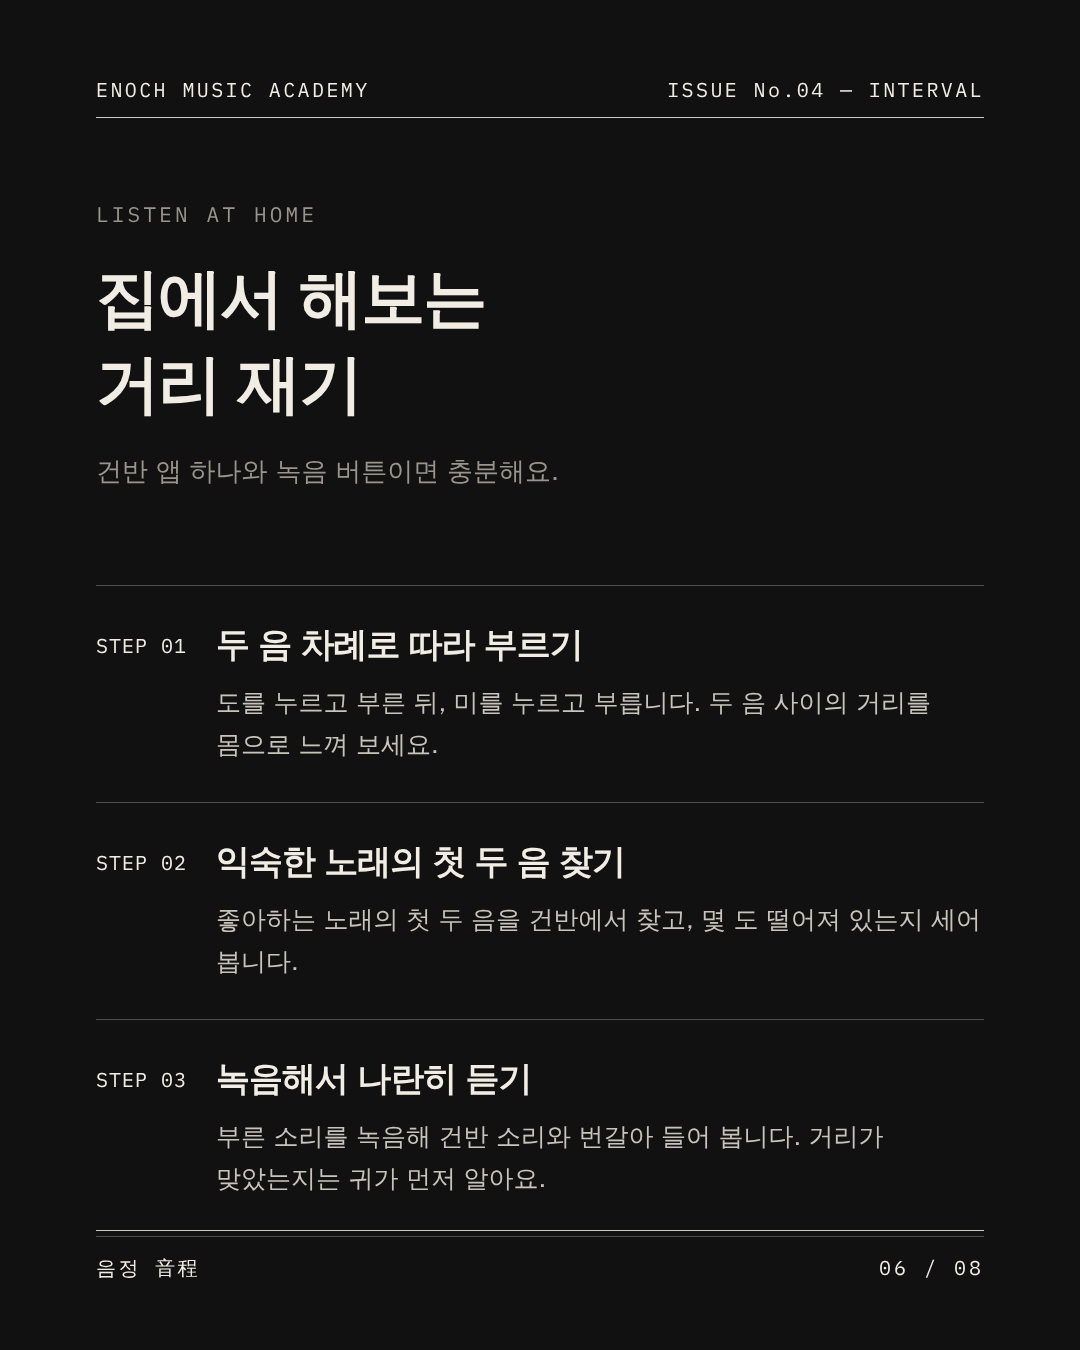 ENOCH MUSIC ACADEMY
ISSUE No.04 — INTERVAL
LISTEN AT HOME
집에서 해보는
거리 재기
건반 앱 하나와 녹음 버튼이면 충분해요.
STEP 01
두 음 차례로 따라 부르기
도를 누르고 부른 뒤, 미를 누르고 부릅니다. 두 음 사이의 거리를
몸으로 느껴 보세요.
STEP 02
익숙한 노래의 첫 두 음 찾기
좋아하는 노래의 첫 두 음을 건반에서 찾고, 몇 도 떨어져 있는지 세어
봅니다.
STEP 03
녹음해서 나란히 듣기
부른 소리를 녹음해 건반 소리와 번갈아 들어 봅니다. 거리가
맞았는지는 귀가 먼저 알아요.
음정 音程
06 / 08